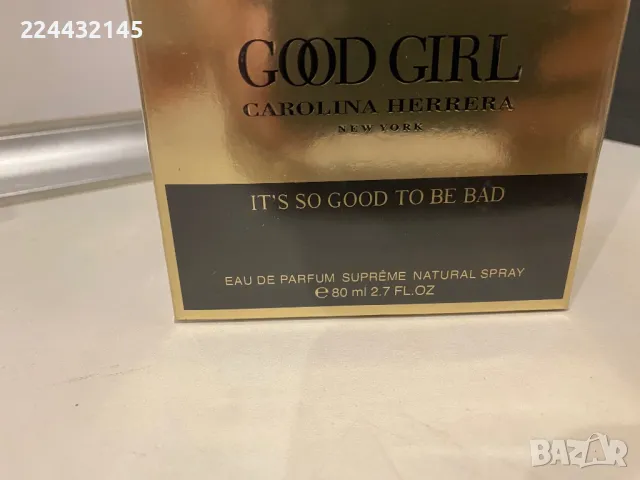 224432145
GOOD GIRL
CAROLINA HERRERA
NEW YORK
IT'S SO GOOD TO BE BAD
EAU DE PARFUM SUPRÊME NATURAL SPRAY
℮ 80 ml 2.7 FL.OZ
BAZAR